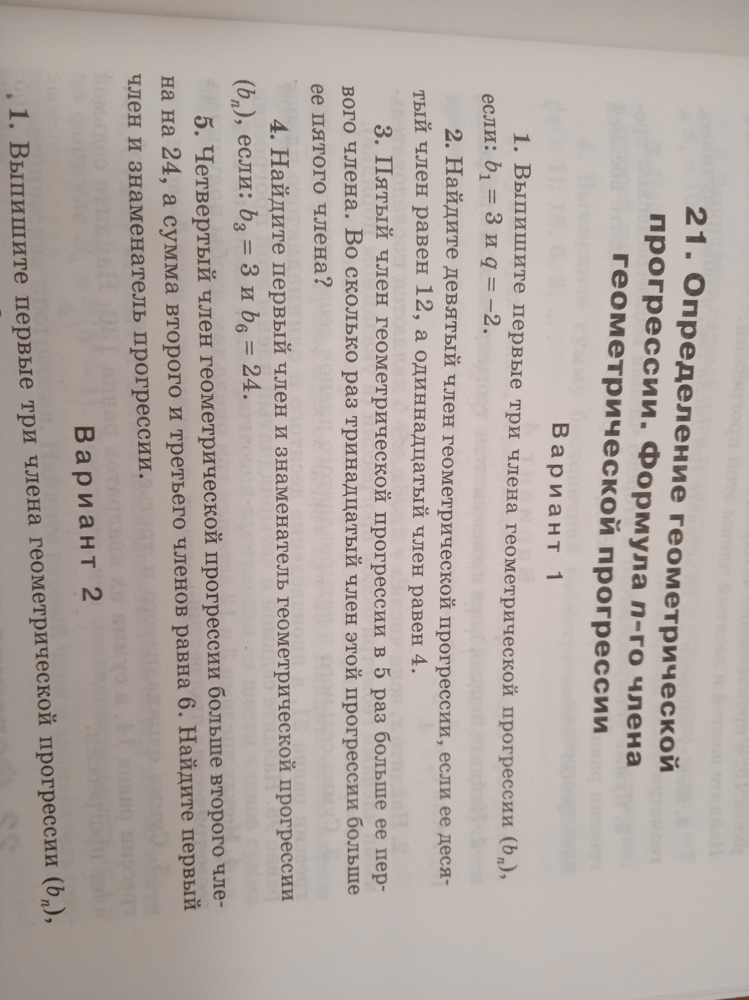 21. Определение геометрической
прогрессии. Формула n-го члена
геометрической прогрессии
Вариант 1
1. Выпишите первые три члена геометрической прогрессии (bₙ),
если: b₁ = 3 и q = −2.
2. Найдите девятый член геометрической прогрессии, если ее деся-
тый член равен 12, а одиннадцатый член равен 4.
3. Пятый член геометрической прогрессии в 5 раз больше ее пер-
вого члена. Во сколько раз тринадцатый член этой прогрессии больше
ее пятого члена?
4. Найдите первый член и знаменатель геометрической прогрессии
(bₙ), если: b₃ = 3 и b₆ = 24.
5. Четвертый член геометрической прогрессии больше второго чле-
на на 24, а сумма второго и третьего членов равна 6. Найдите первый
член и знаменатель прогрессии.
Вариант 2
1. Выпишите первые три члена геометрической прогрессии (bₙ),